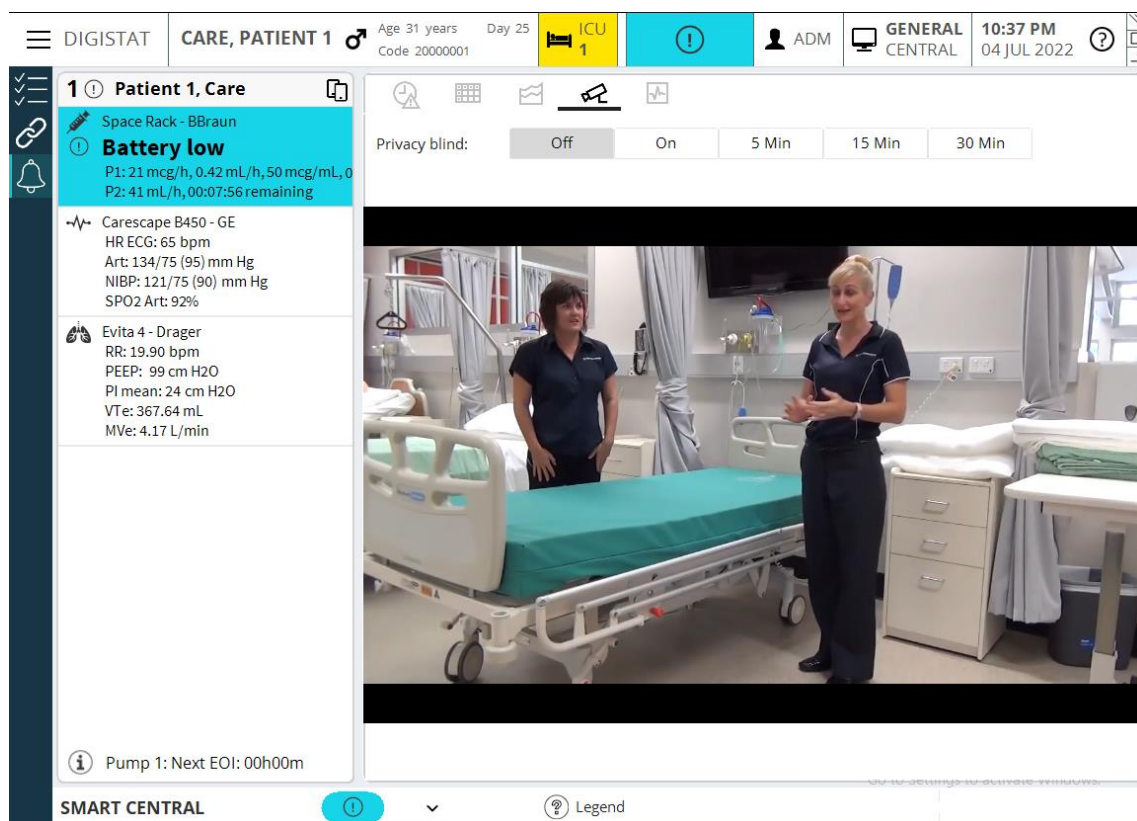 DIGISTAT
CARE, PATIENT 1
Age 31 years
Day 25
Code 20000001
ICU
1
ADM
GENERAL
CENTRAL
10:37 PM
04 JUL 2022
1 Patient 1, Care
Space Rack - BBraun
Battery low
P1: 21 mcg/h, 0.42 mL/h, 50 mcg/mL, 0
P2: 41 mL/h, 00:07:56 remaining
Carescape B450 - GE
HR ECG: 65 bpm
Art: 134/75 (95) mm Hg
NIBP: 121/75 (90) mm Hg
SPO2 Art: 92%
Evita 4 - Drager
RR: 19.90 bpm
PEEP: 99 cm H2O
PI mean: 24 cm H2O
VTe: 367.64 mL
MVe: 4.17 L/min
Pump 1: Next EOI: 00h00m
Privacy blind:
Off
On
5 Min
15 Min
30 Min
Go to Settings to activate Windows.
SMART CENTRAL
Legend